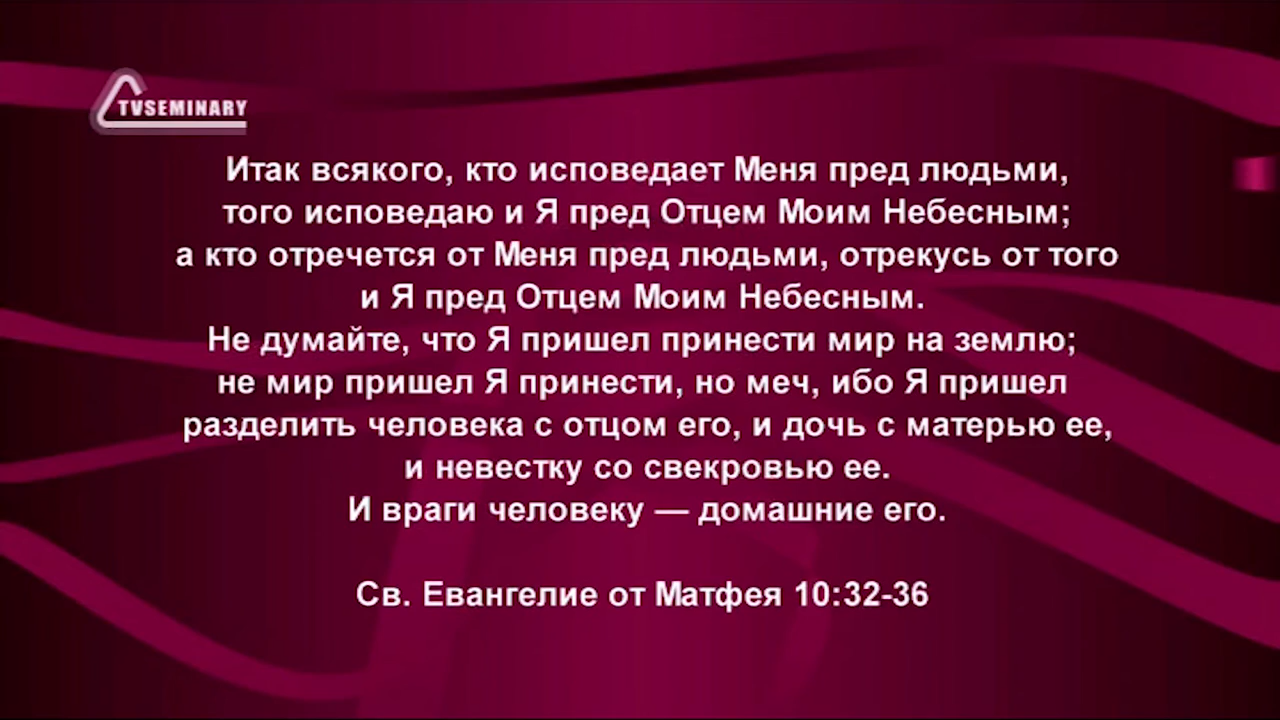 TVSEMINARY
Итак всякого, кто исповедает Меня пред людьми,
того исповедаю и Я пред Отцем Моим Небесным;
а кто отречется от Меня пред людьми, отрекусь от того
и Я пред Отцем Моим Небесным.
Не думайте, что Я пришел принести мир на землю;
не мир пришел Я принести, но меч, ибо Я пришел
разделить человека с отцом его, и дочь с матерью ее,
и невестку со свекровью ее.
И враги человеку — домашние его.
Св. Евангелие от Матфея 10:32-36